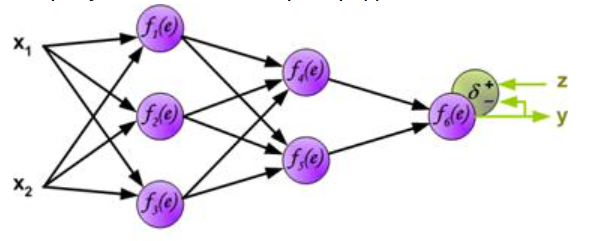 x₁
x₂
f₁(e)
f₂(e)
f₃(e)
f₄(e)
f₅(e)
f₆(e)
δ + -
z
y